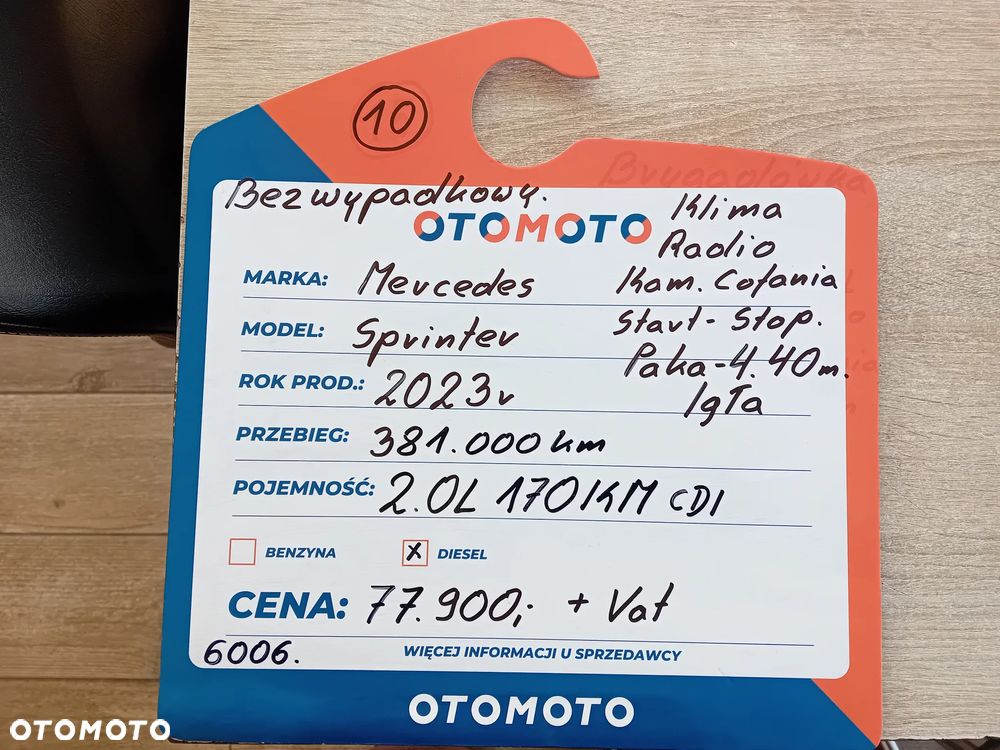 10
Bezwypadkowy.
OTOMOTO
Klima
Radio
MARKA: Mercedes
Kam. Cofania
MODEL: Sprinter
Start-Stop.
Paka-4.40m.
ROK PROD.: 2023r
Igła
PRZEBIEG: 381.000 km
POJEMNOŚĆ: 2.0L 170KM CDI
BENZYNA X DIESEL
CENA: 77.900,- + Vat
6006.
WIĘCEJ INFORMACJI U SPRZEDAWCY
OTOMOTO
OTOMOTO